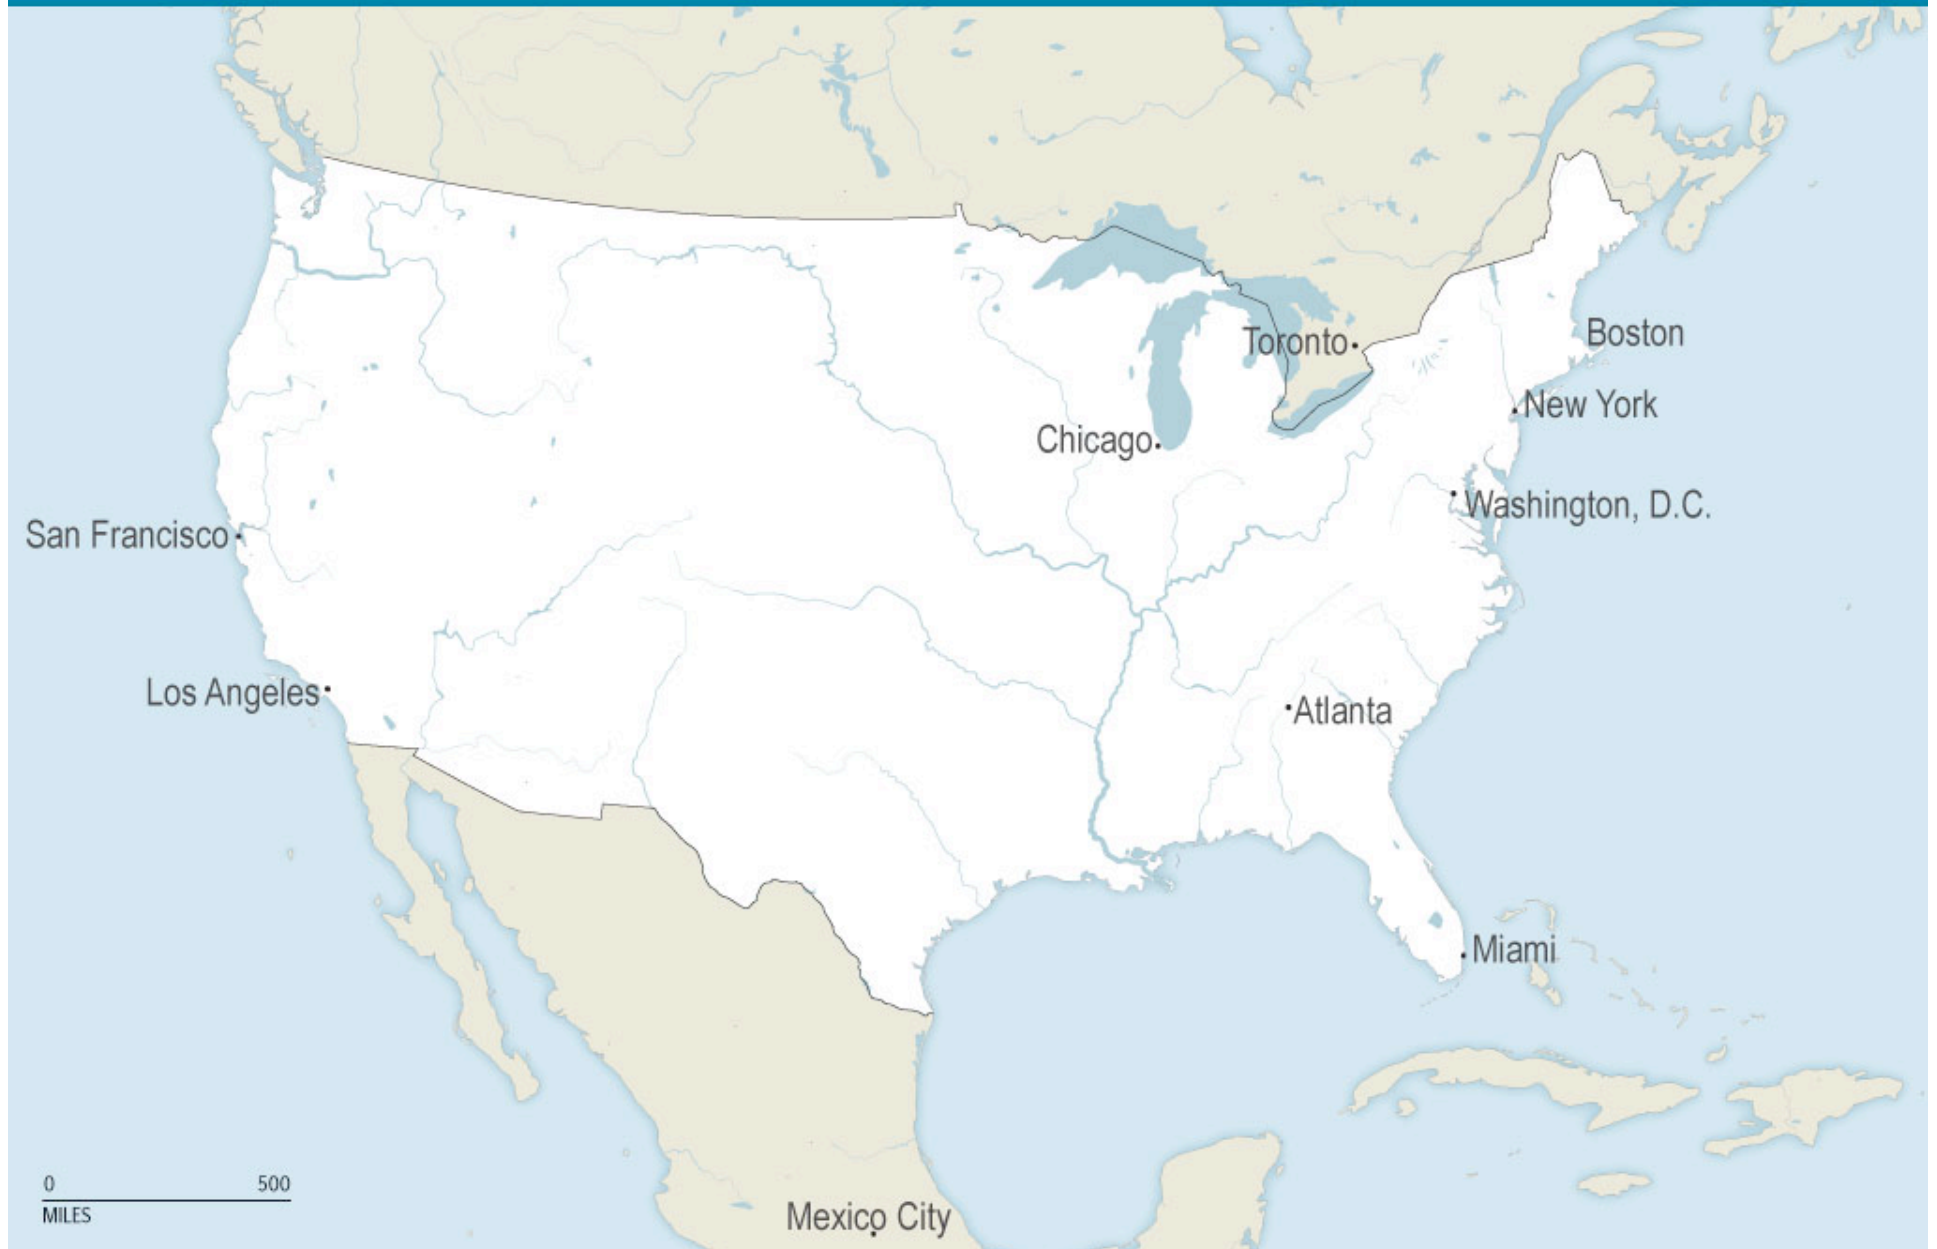 Toronto
Boston
New York
Chicago
Washington, D.C.
San Francisco
Los Angeles
Atlanta
Miami
0 500
MILES
Mexico City